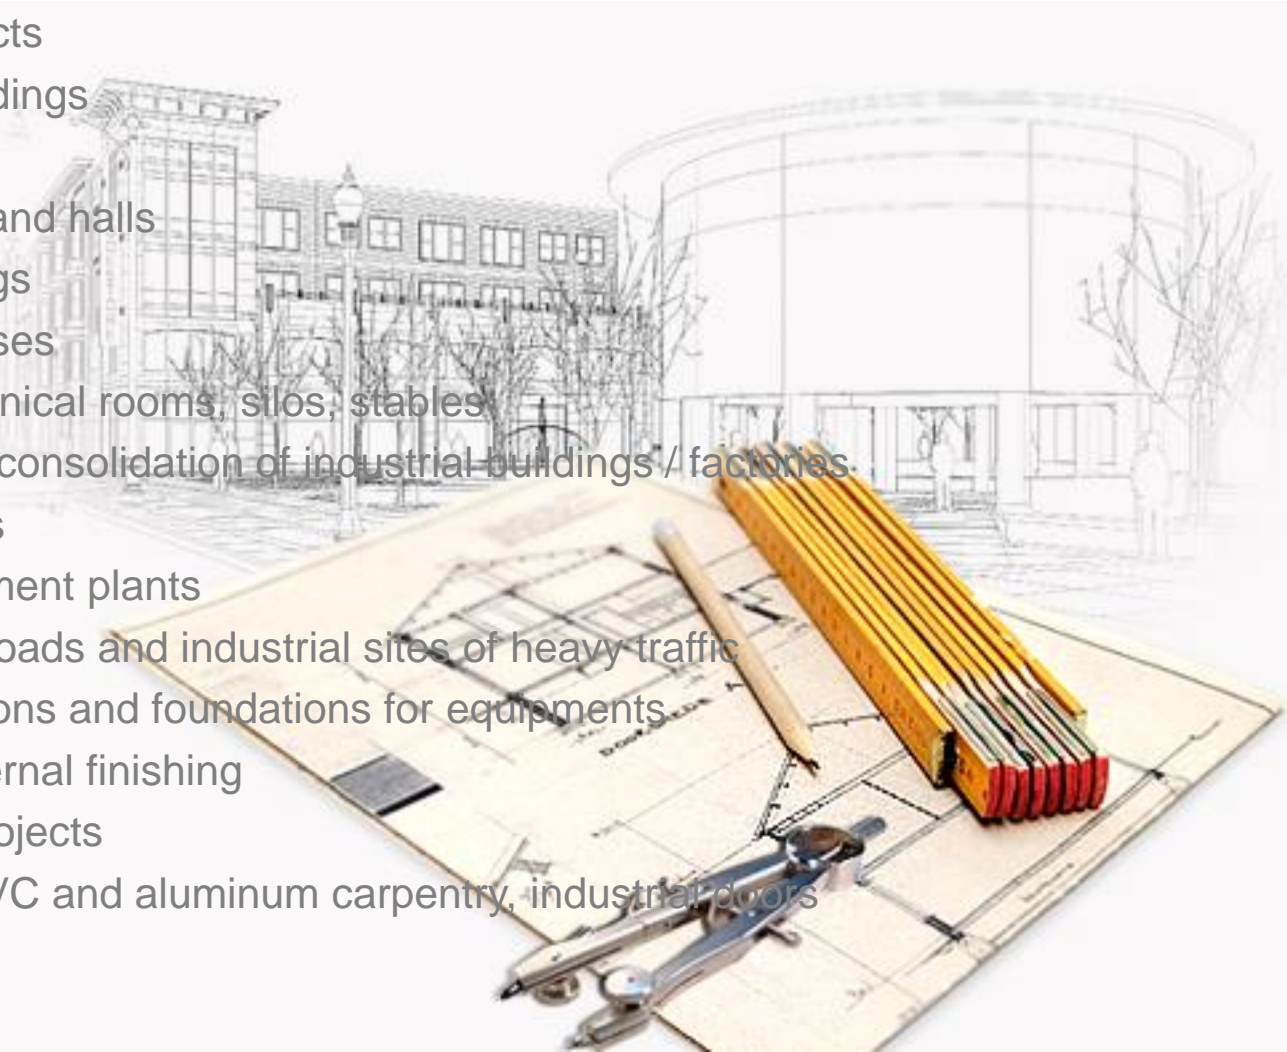 cts
dings
and halls
gs
ses
nical rooms, silos, stables
consolidation of industrial buildings / factories
s
ment plants
oads and industrial sites of heavy traffic
ons and foundations for equipments
ernal finishing
ojects
VC and aluminum carpentry, industrial doors